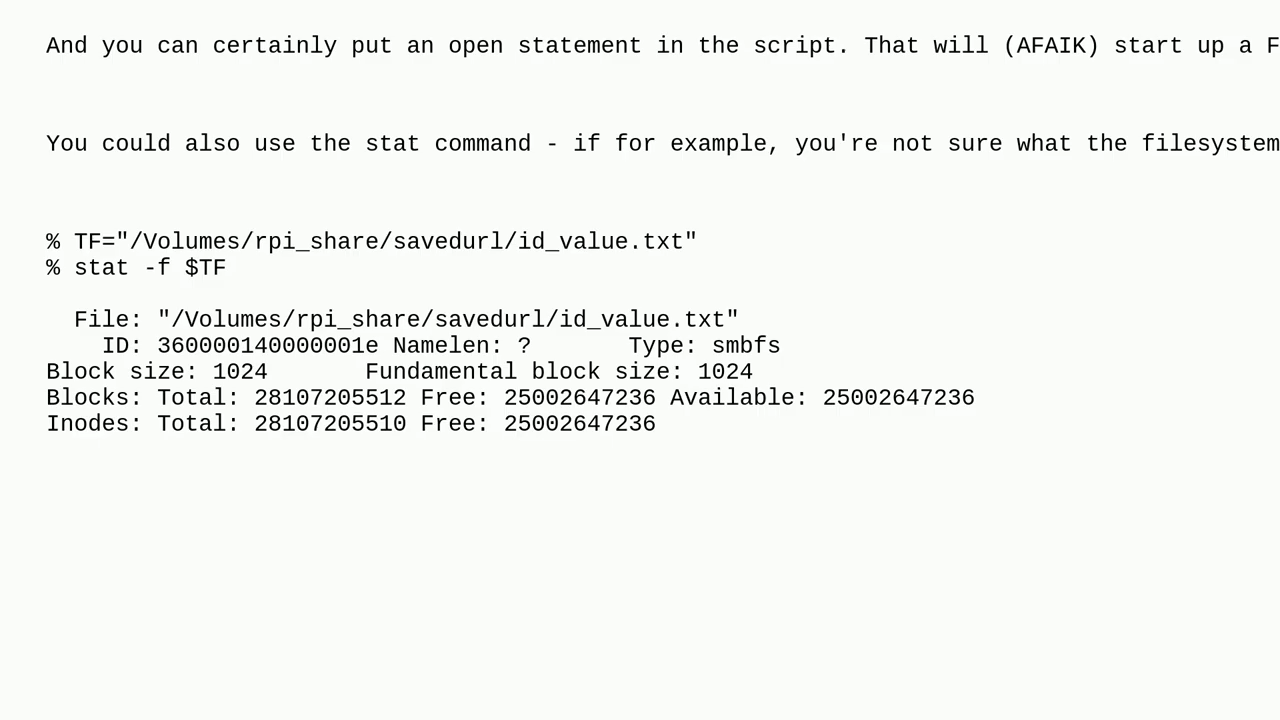 And you can certainly put an open statement in the script. That will (AFAIK) start up a F
You could also use the stat command - if for example, you're not sure what the filesystem
% TF="/Volumes/rpi_share/savedurl/id_value.txt"
% stat -f $TF
File: "/Volumes/rpi_share/savedurl/id_value.txt"
ID: 360000140000001e Namelen: ?       Type: smbfs
Block size: 1024       Fundamental block size: 1024
Blocks: Total: 28107205512 Free: 25002647236 Available: 25002647236
Inodes: Total: 28107205510 Free: 25002647236